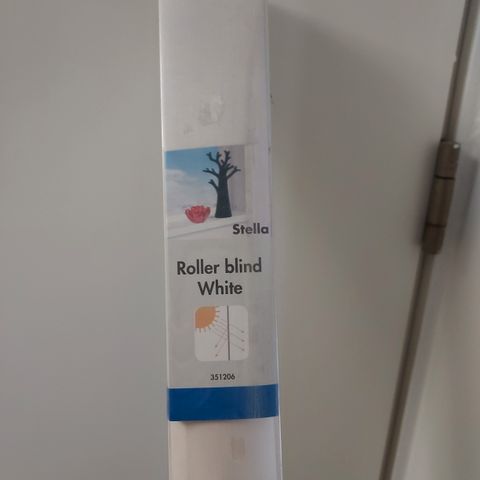 Stella
Roller blind
White
351206